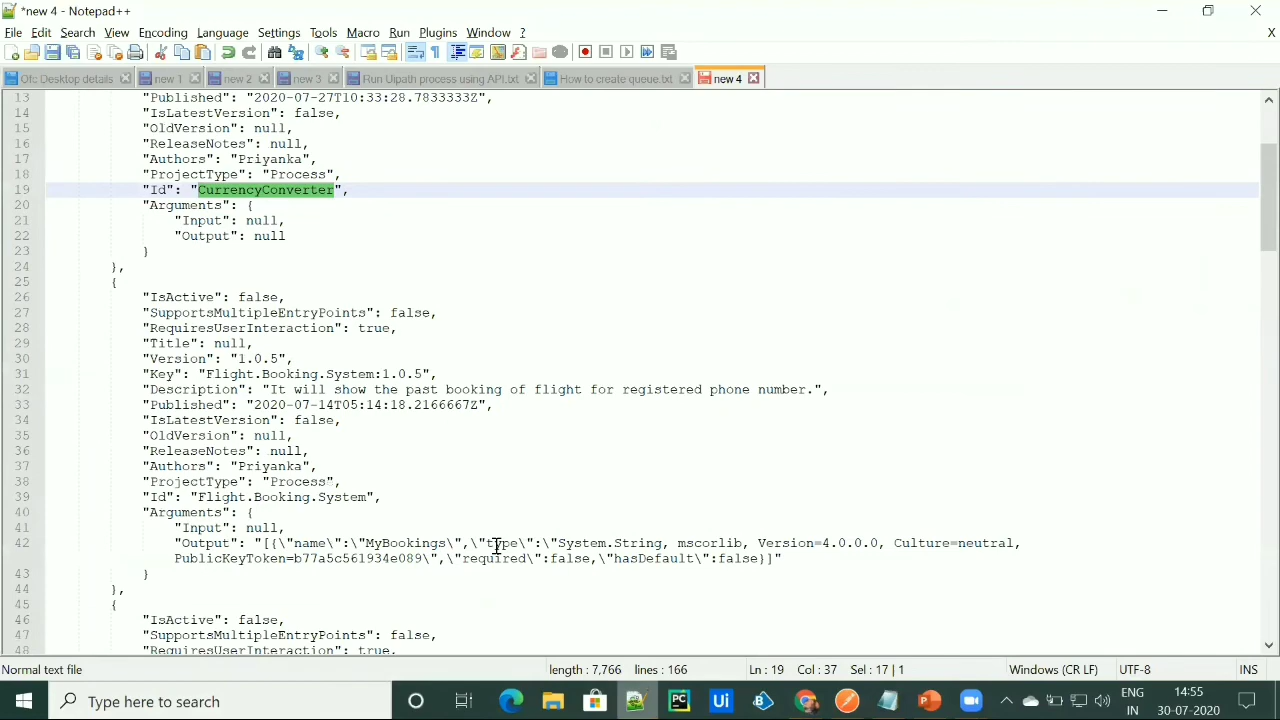 *new 4 - Notepad++
File Edit Search View Encoding Language Settings Tools Macro Run Plugins Window ? X
Ofc Desktop details new 1 new 2 new 3 Run Uipath process using API.txt How to create queue.txt new 4
13 "Published": "2020-07-27T10:33:28.7833333Z",
14 "IsLatestVersion": false,
15 "OldVersion": null,
16 "ReleaseNotes": null,
17 "Authors": "Priyanka",
18 "ProjectType": "Process",
19 "Id": "CurrencyConverter",
20 "Arguments": {
21 "Input": null,
22 "Output": null
23 }
24 },
25 {
26 "IsActive": false,
27 "SupportsMultipleEntryPoints": false,
28 "RequiresUserInteraction": true,
29 "Title": null,
30 "Version": "1.0.5",
31 "Key": "Flight.Booking.System:1.0.5",
32 "Description": "It will show the past booking of flight for registered phone number.",
33 "Published": "2020-07-14T05:14:18.2166667Z",
34 "IsLatestVersion": false,
35 "OldVersion": null,
36 "ReleaseNotes": null,
37 "Authors": "Priyanka",
38 "ProjectType": "Process",
39 "Id": "Flight.Booking.System",
40 "Arguments": {
41 "Input": null,
42 "Output": "[{\"name\":\"MyBookings\",\"type\":\"System.String, mscorlib, Version=4.0.0.0, Culture=neutral,
PublicKeyToken=b77a5c561934e089\",\"required\":false,\"hasDefault\":false}]"
43 }
44 },
45 {
46 "IsActive": false,
47 "SupportsMultipleEntryPoints": false,
48 "RequiresUserInteraction": true,
Normal text file length : 7,766 lines : 166 Ln : 19 Col : 37 Sel : 17 | 1 Windows (CR LF) UTF-8 INS
Type here to search Ui ENG 14:55
IN 30-07-2020